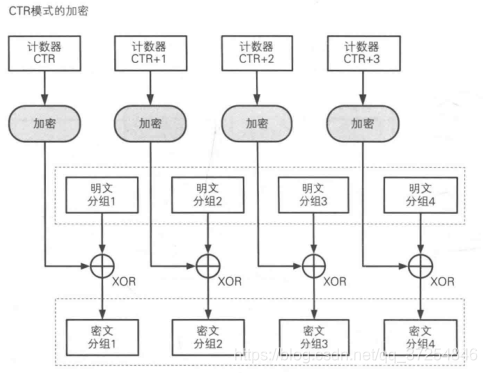 CTR模式的加密
计数器 计数器 计数器 计数器
CTR CTR+1 CTR+2 CTR+3
加密 加密 加密 加密
明文 明文 明文 明文
分组1 分组2 分组3 分组4
XOR XOR XOR XOR
密文 密文 密文 密文
分组1 分组2 分组3 分组4